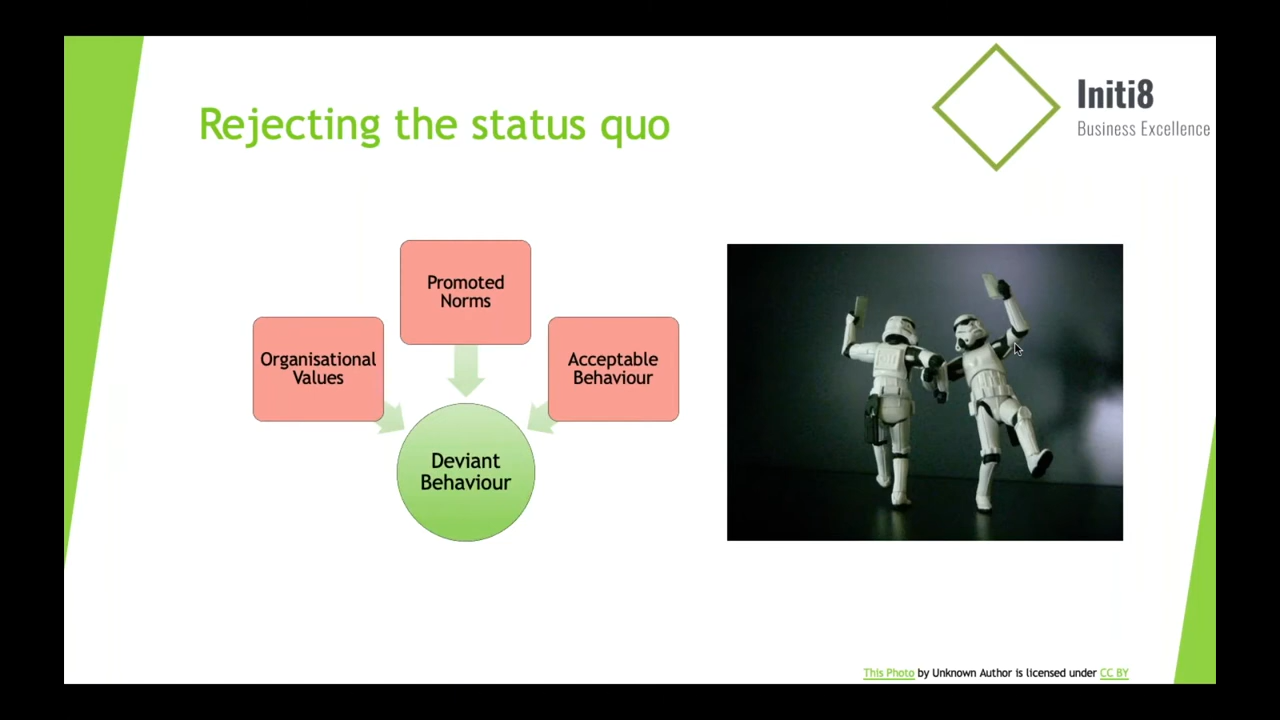 Initi8
Business Excellence
Rejecting the status quo
Promoted
Norms
Organisational
Values
Acceptable
Behaviour
Deviant
Behaviour
This Photo by Unknown Author is licensed under CC BY